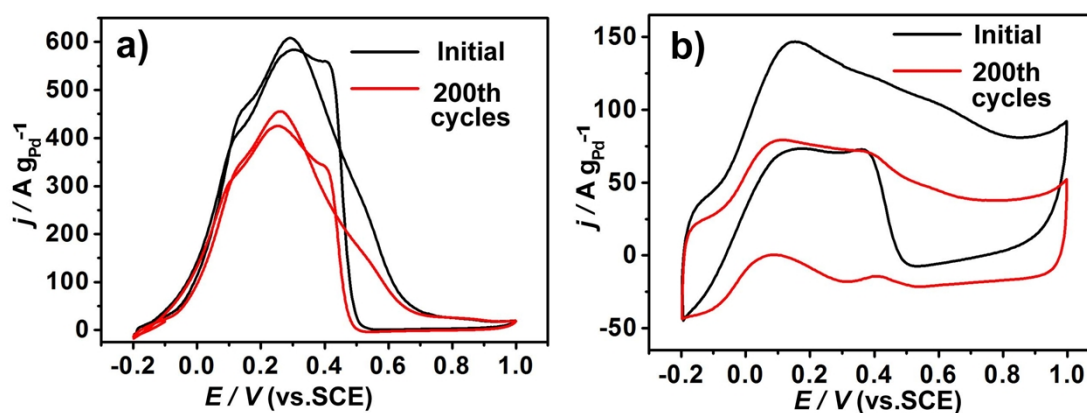 a)
Initial
200th
cycles
600
500
400
300
200
100
0
j / A gPd⁻¹
-0.2 0.0 0.2 0.4 0.6 0.8 1.0
E / V (vs.SCE)
b)
Initial
200th
cycles
150
100
50
0
-50
j / A gPd⁻¹
-0.2 0.0 0.2 0.4 0.6 0.8 1.0
E / V (vs.SCE)